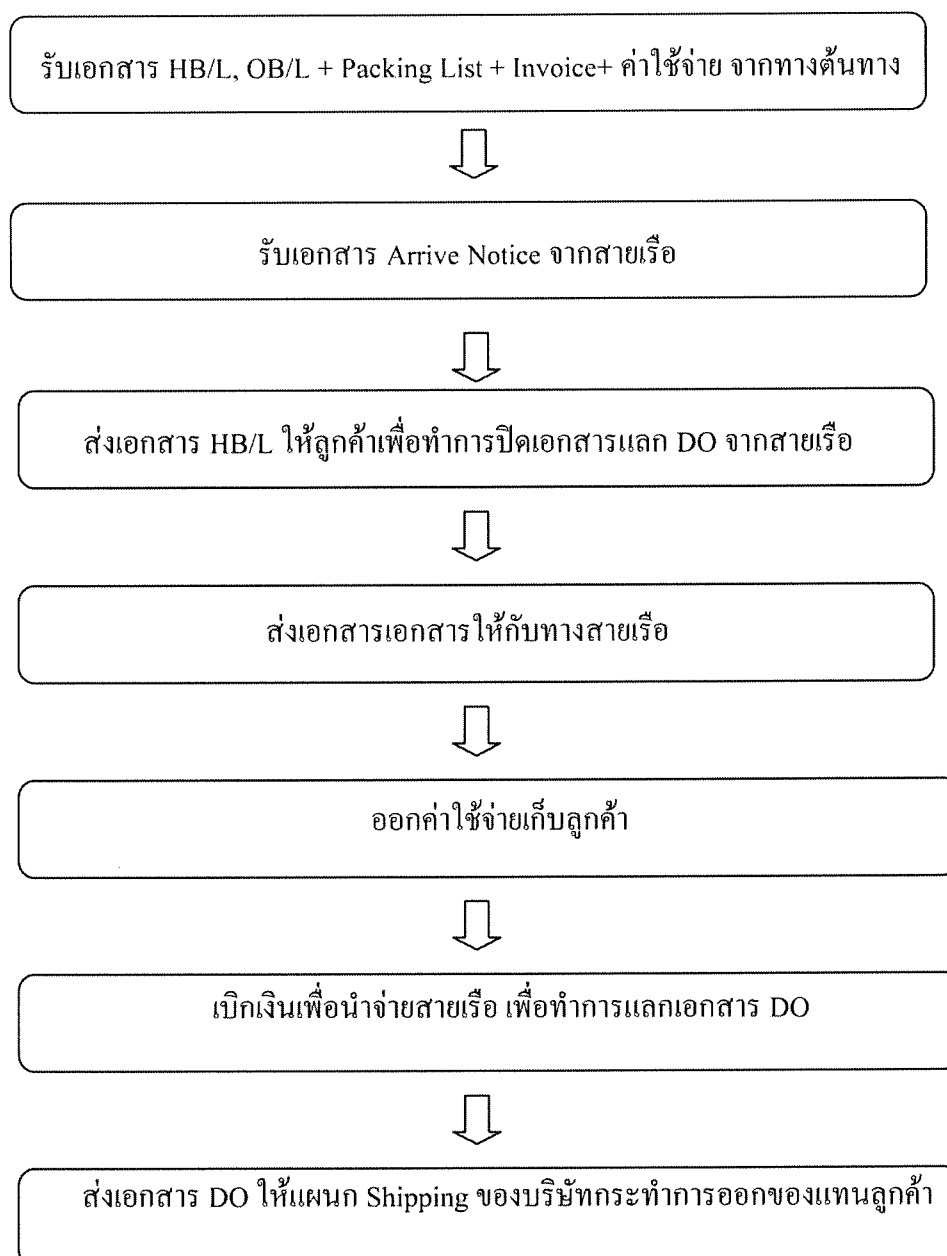 รับเอกสาร HB/L, OB/L + Packing List + Invoice+ ค่าใช้จ่าย จากทางต้นทาง
รับเอกสาร Arrive Notice จากสายเรือ
ส่งเอกสาร HB/L ให้ลูกค้าเพื่อทำการปิดเอกสารแลก DO จากสายเรือ
ส่งเอกสารเอกสารให้กับทางสายเรือ
ออกค่าใช้จ่ายเก็บลูกค้า
เบิกเงินเพื่อนำจ่ายสายเรือ เพื่อทำการแลกเอกสาร DO
ส่งเอกสาร DO ให้แผนก Shipping ของบริษัทกระทำการออกของแทนลูกค้า